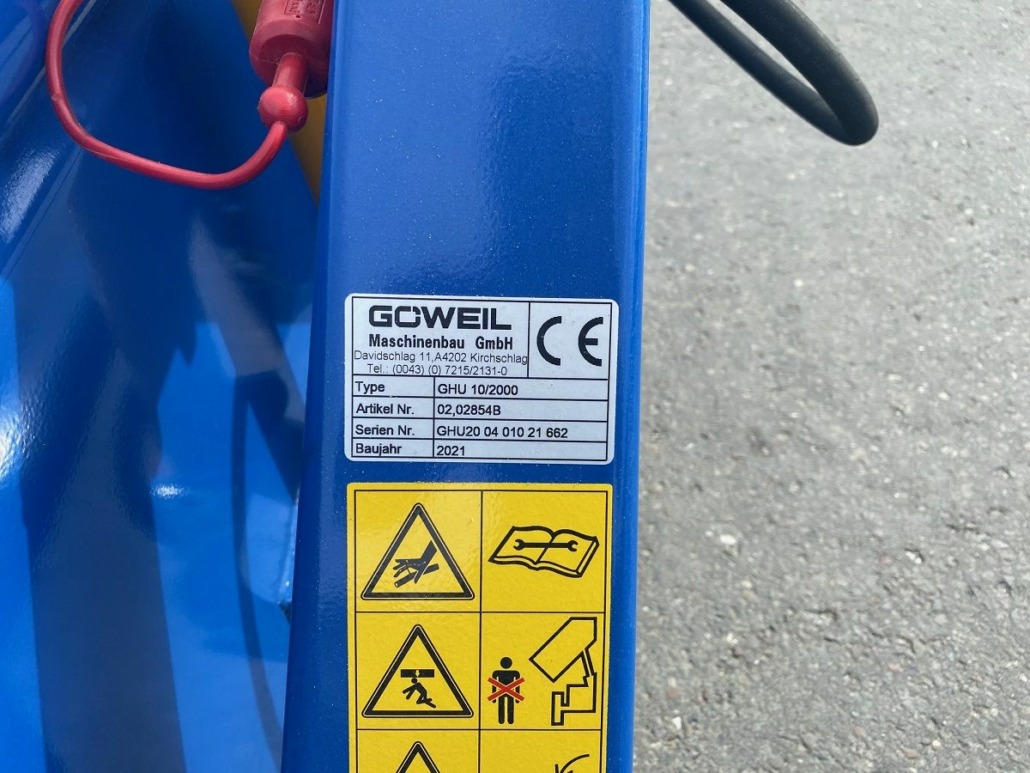 GÖWEIL
Maschinenbau GmbH
Davidschlag 11,A4202 Kirchschlag
Tel.: (0043) (0) 7215/2131-0
CE
Type GHU 10/2000
Artikel Nr. 02,02854B
Serien Nr. GHU20 04 010 21 662
Baujahr 2021